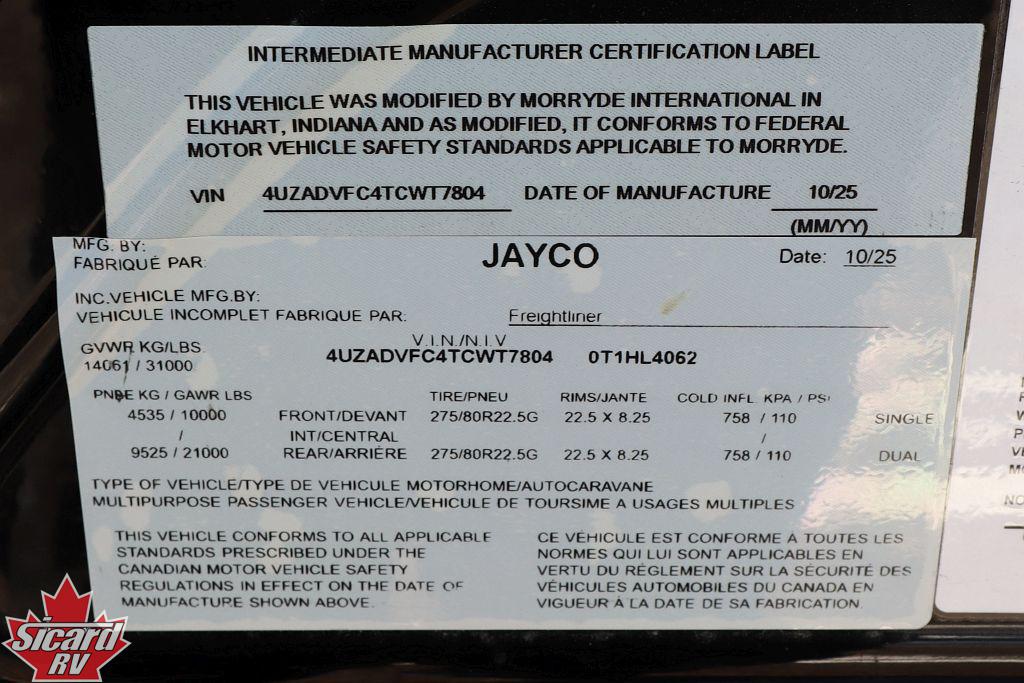 INTERMEDIATE MANUFACTURER CERTIFICATION LABEL
THIS VEHICLE WAS MODIFIED BY MORRYDE INTERNATIONAL IN
ELKHART, INDIANA AND AS MODIFIED, IT CONFORMS TO FEDERAL
MOTOR VEHICLE SAFETY STANDARDS APPLICABLE TO MORRYDE.
VIN 4UZADVFC4TCWT7804 DATE OF MANUFACTURE 10/25
(MM/YY)
MFG. BY: JAYCO Date: 10/25
FABRIQUÉ PAR:
INC.VEHICLE MFG.BY:
VEHICULE INCOMPLET FABRIQUE PAR: Freightliner
GVWR KG/LBS. V.I.N./N.I.V
14061 / 31000 4UZADVFC4TCWT7804 0T1HL4062
PNBE KG / GAWR LBS TIRE/PNEU RIMS/JANTE COLD INFL. KPA / PSI
4535 / 10000 FRONT/DEVANT 275/80R22.5G 22.5 X 8.25 758 / 110 SINGLE
/ INT/CENTRAL /
9525 / 21000 REAR/ARRIÈRE 275/80R22.5G 22.5 X 8.25 758 / 110 DUAL
TYPE OF VEHICLE/TYPE DE VEHICULE MOTORHOME/AUTOCARAVANE
MULTIPURPOSE PASSENGER VEHICLE/VEHICULE DE TOURSIME A USAGES MULTIPLES
THIS VEHICLE CONFORMS TO ALL APPLICABLE
STANDARDS PRESCRIBED UNDER THE
CANADIAN MOTOR VEHICLE SAFETY
REGULATIONS IN EFFECT ON THE DATE OF
MANUFACTURE SHOWN ABOVE.
CE VÉHICULE EST CONFORME À TOUTES LES
NORMES QUI LUI SONT APPLICABLES EN
VERTU DU RÉGLEMENT SUR LA SÉCURITÉ DES
VÉHICULES AUTOMOBILES DU CANADA EN
VIGUEUR À LA DATE DE SA FABRICATION.
Sicard
RV